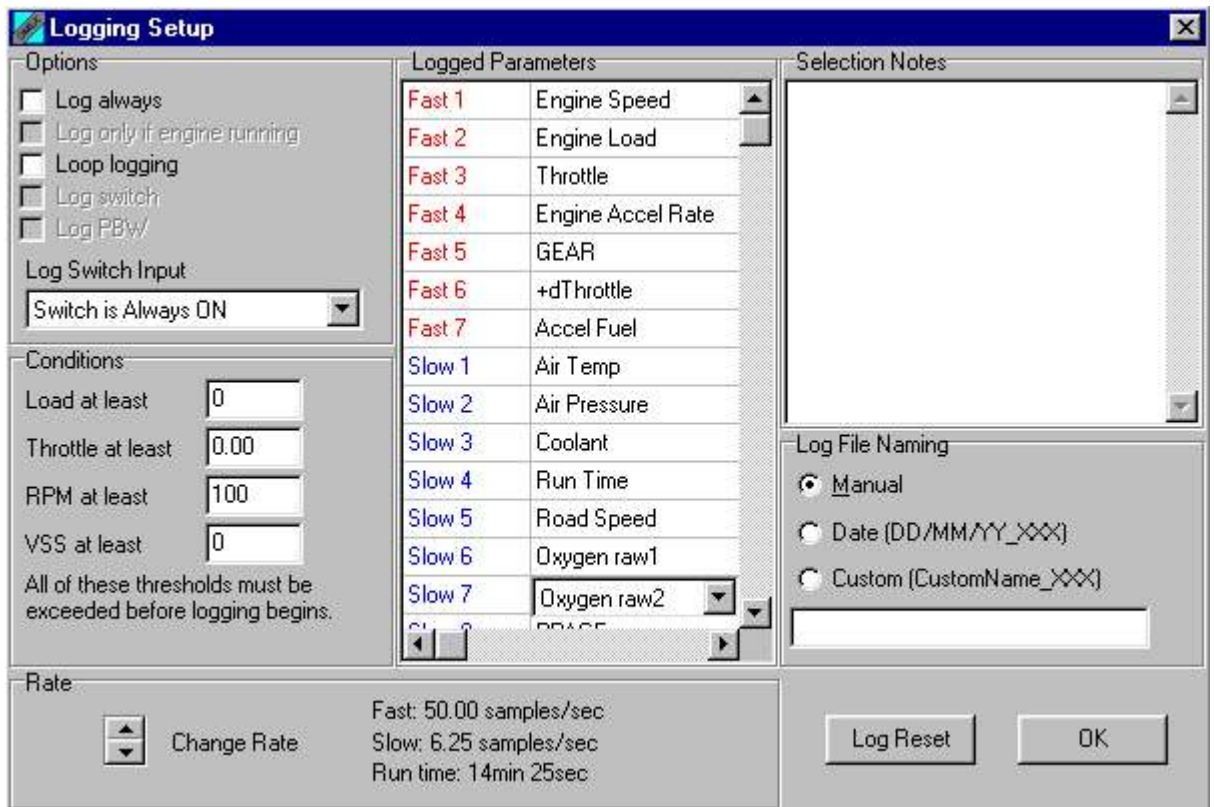 Logging Setup
Options
Log always
Log only if engine running
Loop logging
Log switch
Log PBW
Log Switch Input
Switch is Always ON
Conditions
Load at least 0
Throttle at least 0.00
RPM at least 100
VSS at least 0
All of these thresholds must be
exceeded before logging begins.
Logged Parameters
Fast 1 Engine Speed
Fast 2 Engine Load
Fast 3 Throttle
Fast 4 Engine Accel Rate
Fast 5 GEAR
Fast 6 +dThrottle
Fast 7 Accel Fuel
Slow 1 Air Temp
Slow 2 Air Pressure
Slow 3 Coolant
Slow 4 Run Time
Slow 5 Road Speed
Slow 6 Oxygen raw1
Slow 7 Oxygen raw2
Selection Notes
Log File Naming
Manual
Date (DD/MM/YY_XXX)
Custom (CustomName_XXX)
Rate
Change Rate
Fast: 50.00 samples/sec
Slow: 6.25 samples/sec
Run time: 14min 25sec
Log Reset
OK